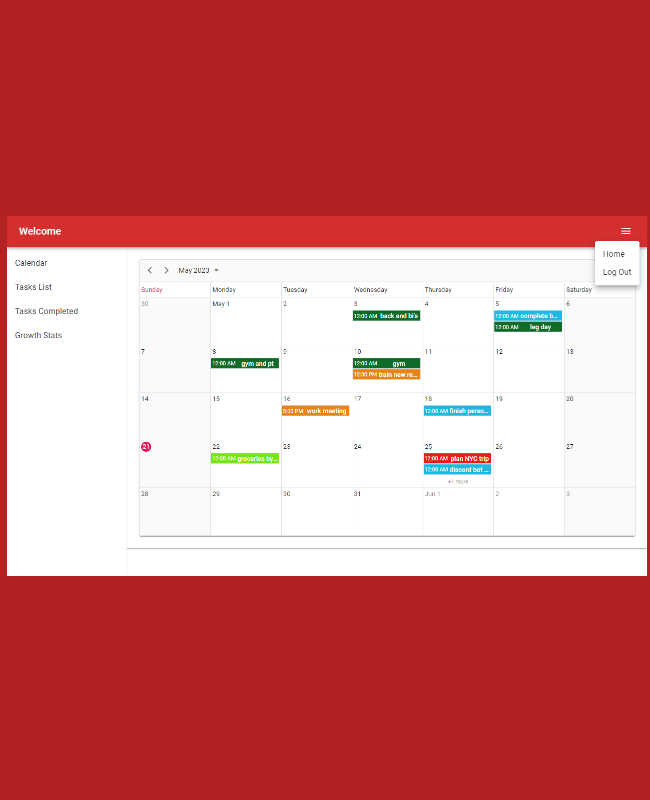 Welcome
Home
Log Out
Calendar
Tasks List
Tasks Completed
Growth Stats
May 2023
Sunday Monday Tuesday Wednesday Thursday Friday Saturday
30 May 1 2 3 4 5 6
12:00 AM back and bi's
12:00 AM complete b...
12:00 AM leg day
7 8 9 10 11 12 13
12:00 AM gym and pt
12:00 AM gym
12:30 PM train new re...
14 15 16 17 18 19 20
3:00 PM work meeting
12:00 AM finish perso...
21 22 23 24 25 26 27
12:00 AM groceries by...
12:00 AM plan NYC trip
12:00 AM discord bot ...
+1 more
28 29 30 31 Jun 1 2 3